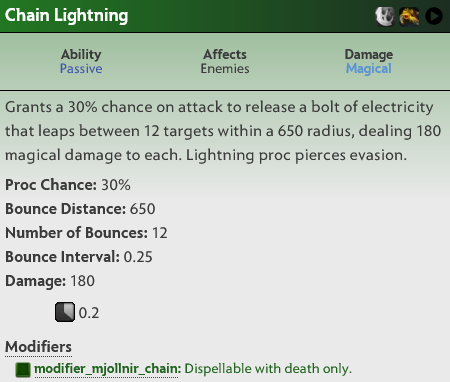 Chain Lightning
Ability
Passive
Affects
Enemies
Damage
Magical
Grants a 30% chance on attack to release a bolt of electricity
that leaps between 12 targets within a 650 radius, dealing 180
magical damage to each. Lightning proc pierces evasion.
Proc Chance: 30%
Bounce Distance: 650
Number of Bounces: 12
Bounce Interval: 0.25
Damage: 180
0.2
Modifiers
modifier_mjollnir_chain: Dispellable with death only.